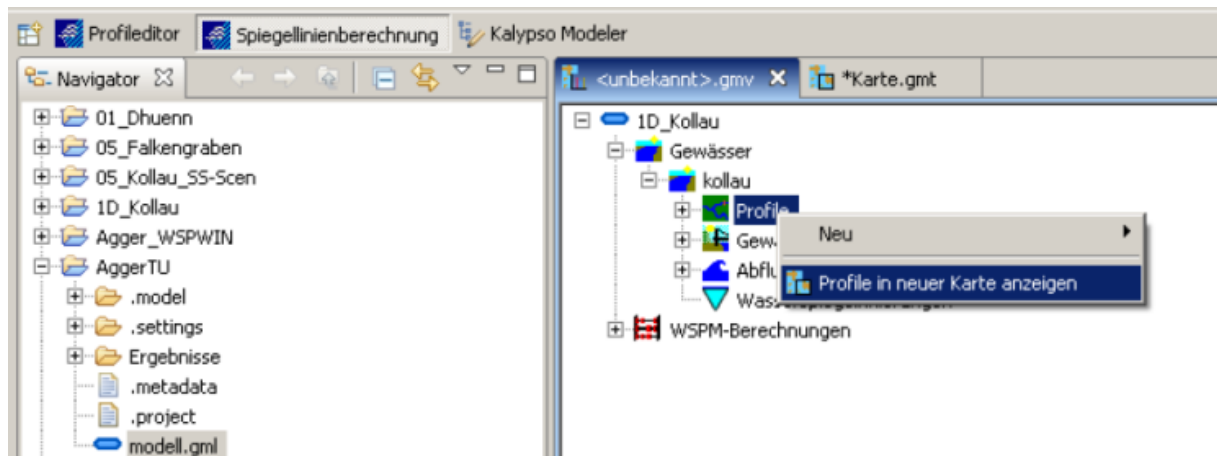 Profileditor Spiegellinienberechnung Kalypso Modeler
Navigator
01_Dhuenn
05_Falkengraben
05_Kollau_SS-Scen
1D_Kollau
Agger_WSPWIN
AggerTU
.model
.settings
Ergebnisse
.metadata
.project
modell.gml
<unbekannt>.gmv *Karte.gmt
1D_Kollau
Gewässer
kollau
Profile
Neu
Profile in neuer Karte anzeigen
WSPM-Berechnungen